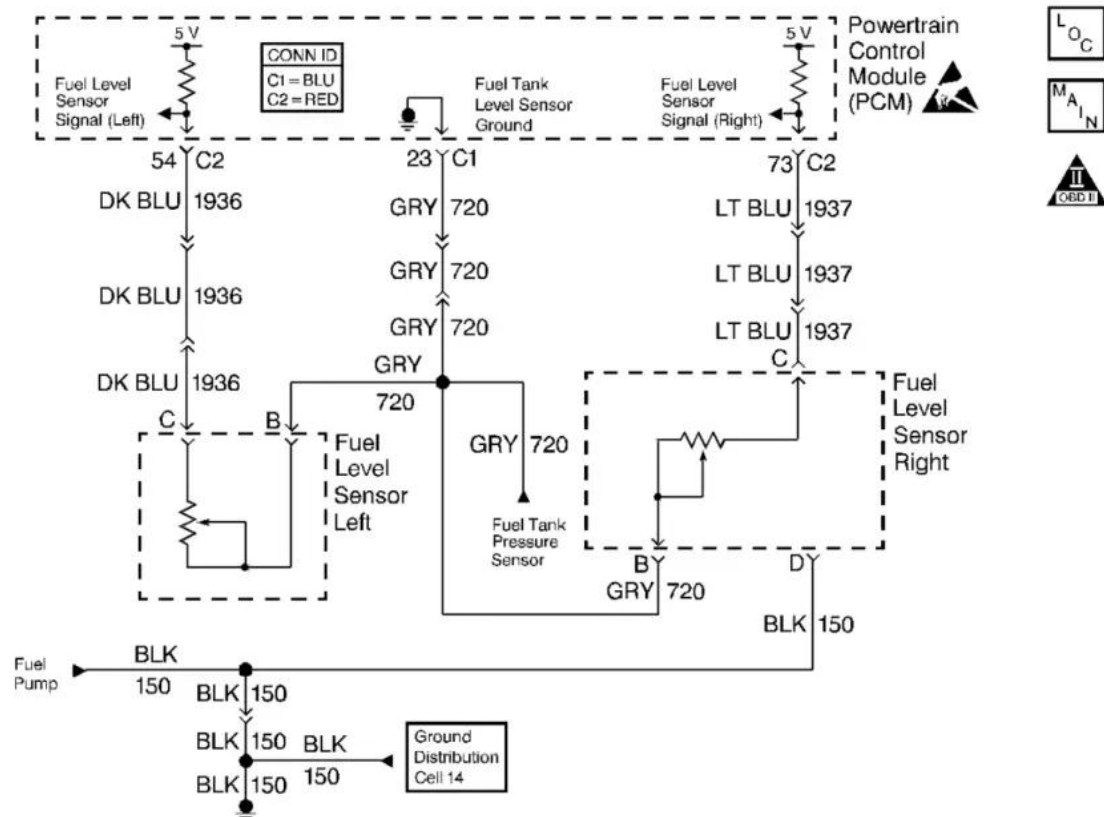 5 V
5 V
CONN ID
C1 = BLU
C2 = RED
Fuel Level
Sensor
Signal (Left)
Fuel Tank
Level Sensor
Ground
Fuel Level
Sensor
Signal (Right)
Powertrain
Control
Module
(PCM)
L
O
C
M
A
I
N
II
OBD II
54 C2
23 C1
73 C2
DK BLU 1936
GRY 720
LT BLU 1937
DK BLU 1936
GRY 720
LT BLU 1937
DK BLU 1936
GRY 720
LT BLU 1937
GRY
720
C
B
Fuel
Level
Sensor
Left
GRY 720
Fuel Tank
Pressure
Sensor
C
Fuel
Level
Sensor
Right
B
D
GRY 720
BLK 150
Fuel
Pump
BLK
150
BLK 150
BLK 150
BLK
150
Ground
Distribution
Cell 14
BLK 150